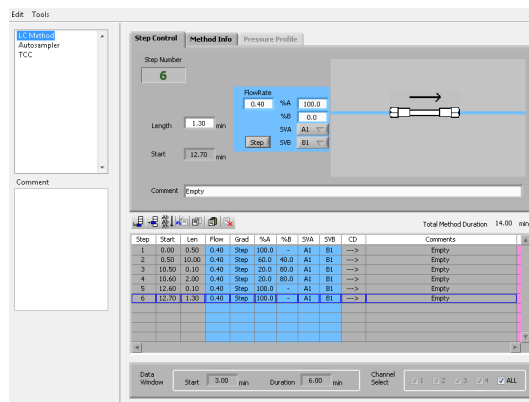 Edit Tools
LC Method
Autosampler
TCC
Comment
Step Control Method Info Pressure Profile
Step Number
6
FlowRate
0.40 %A 100.0
%B 0.0
Length 1.30 min SVA A1
Step SVB B1
Start 12.70 min
Comment Empty
Total Method Duration 14.00 min
Step Start Len Flow Grad %A %B SVA SVB CD Comments
1 0.00 0.50 0.40 Step 100.0 - A1 B1 ---> Empty
2 0.50 10.00 0.40 Step 60.0 40.0 A1 B1 ---> Empty
3 10.50 0.10 0.40 Step 20.0 80.0 A1 B1 ---> Empty
4 10.60 2.00 0.40 Step 20.0 80.0 A1 B1 ---> Empty
5 12.60 0.10 0.40 Step 100.0 - A1 B1 ---> Empty
6 12.70 1.30 0.40 Step 100.0 - A1 B1 ---> Empty
Data Window Start 3.00 min Duration 6.00 min Channel Select 1 2 3 4 ALL